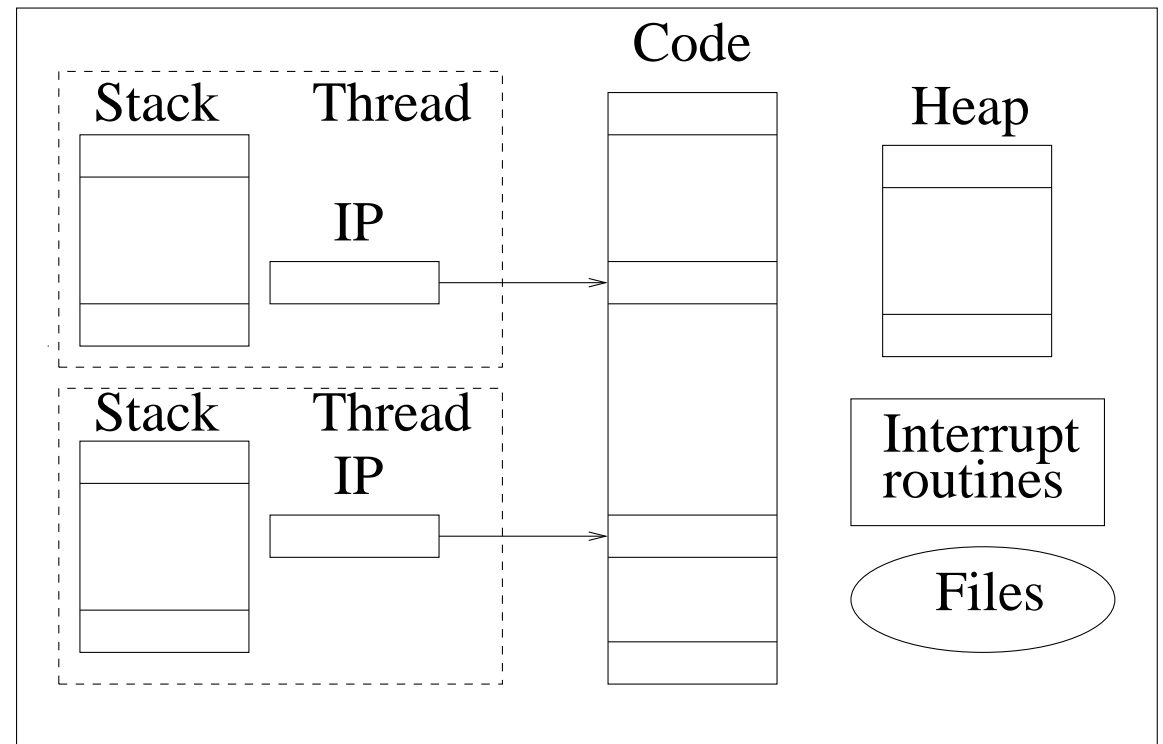 Code
Stack Thread
Heap
IP
Stack Thread
IP
Interrupt
routines
Files